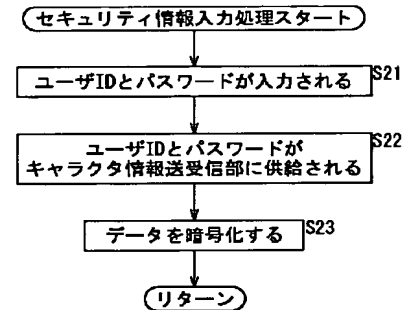 セキュリティ情報入力処理スタート
ユーザIDとパスワードが入力される S21
ユーザIDとパスワードが S22
キャラクタ情報送受信部に供給される
データを暗号化する S23
リターン